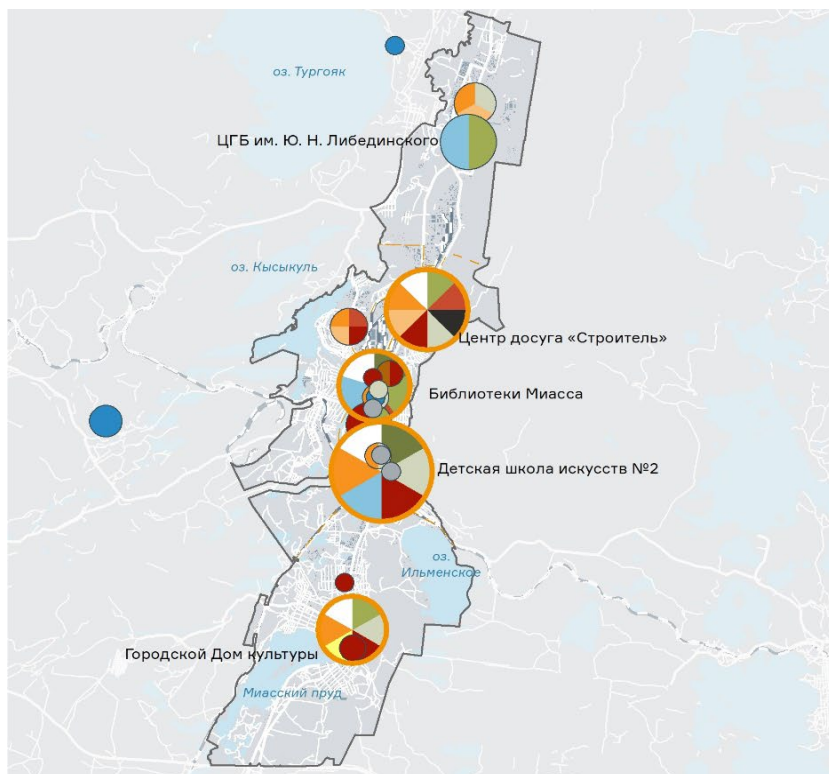 оз. Тургояк
ЦГБ им. Ю. Н. Либединского
оз. Кысыкуль
Центр досуга «Строитель»
Библиотеки Миасса
Детская школа искусств №2
оз.
Ильменское
Городской Дом культуры
Миасский пруд